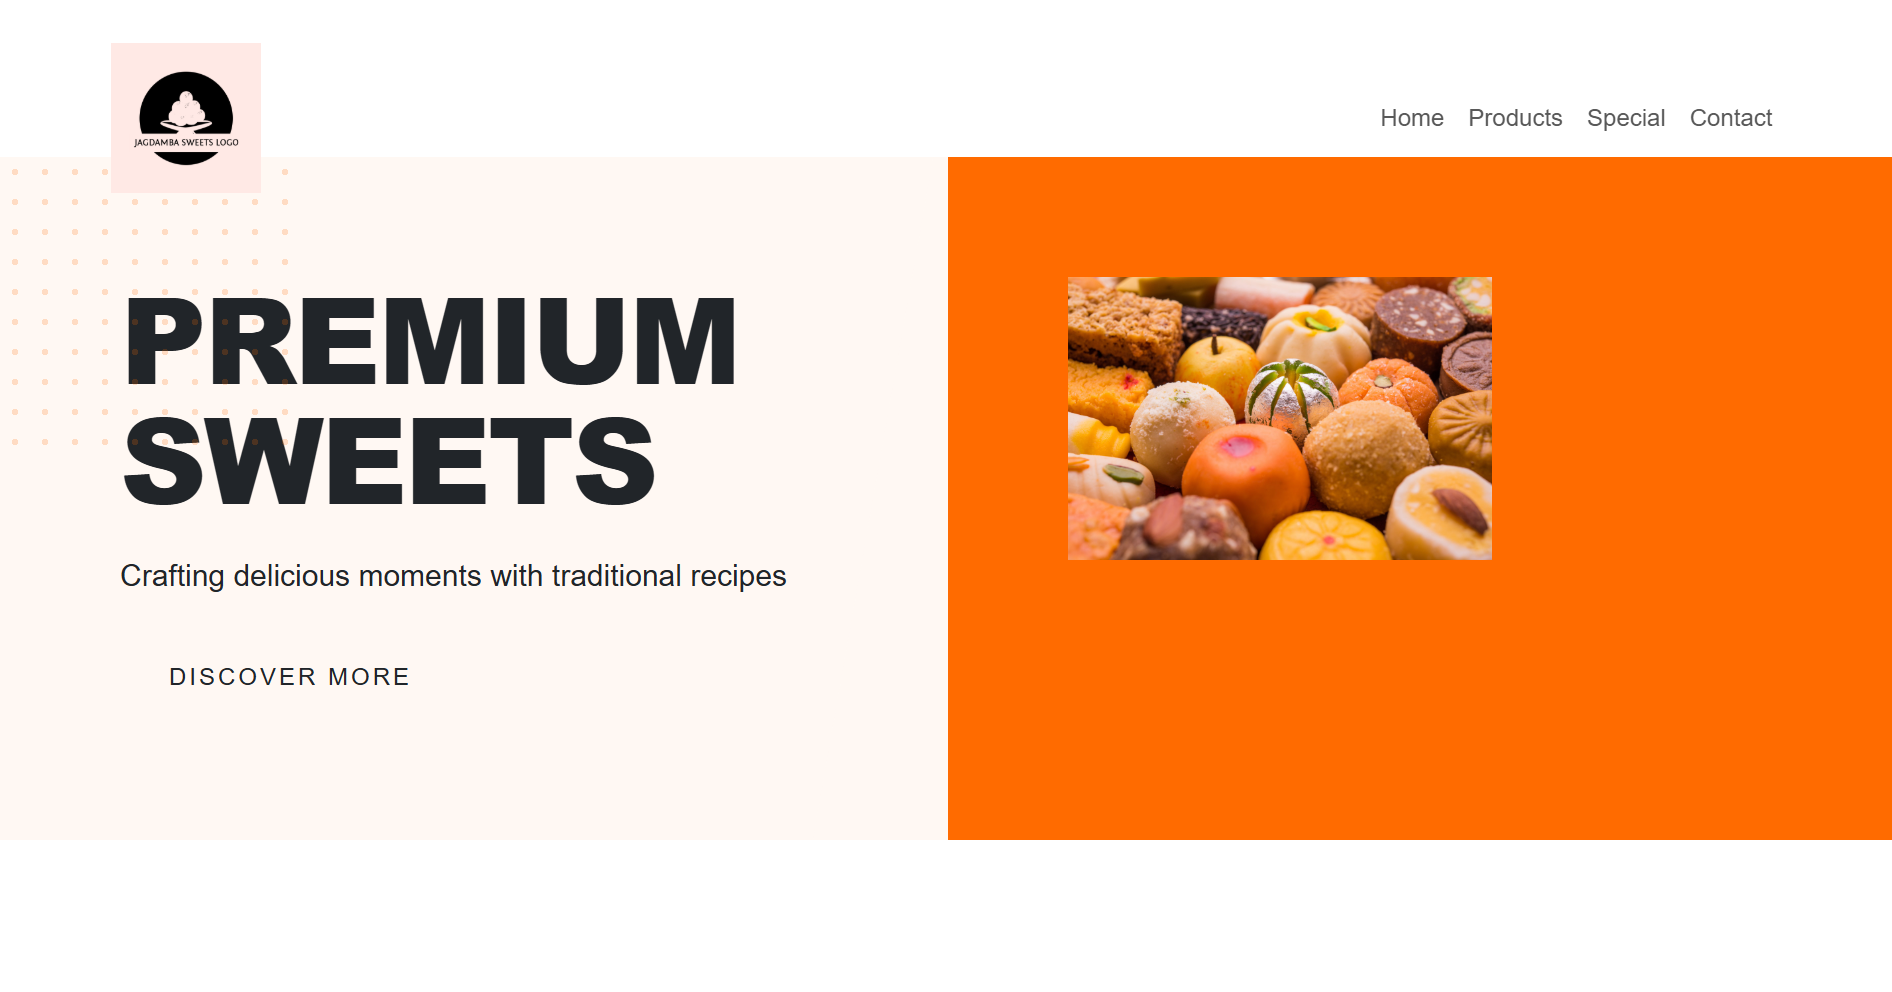 JAGDAMBA SWEETS LOGO
Home Products Special Contact
PREMIUM
SWEETS
Crafting delicious moments with traditional recipes
DISCOVER MORE